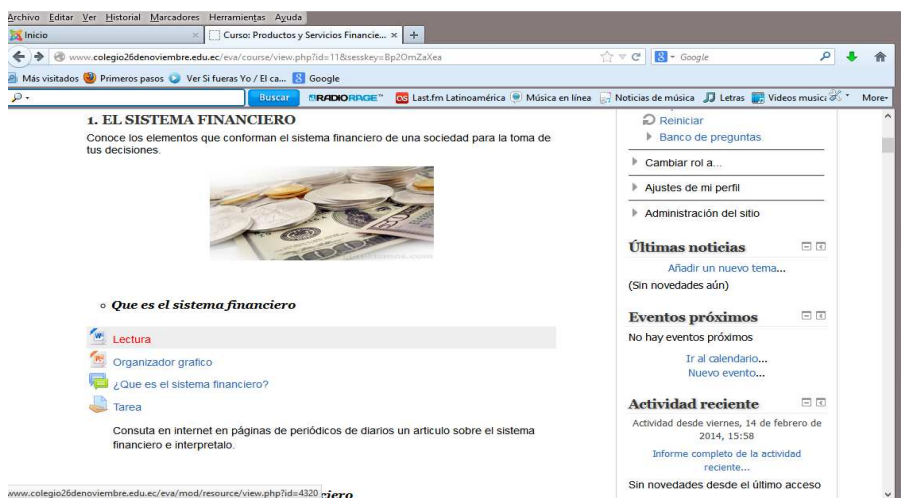 Archivo Editar Ver Historial Marcadores Herramientas Ayuda
Inicio × Curso: Productos y Servicios Financie... × +
www.colegio26denoviembre.edu.ec/eva/course/view.php?id=11&sesskey=Bp2OmZaXea Google
Más visitados Primeros pasos Ver Si fueras Yo / El ca... Google
Buscar RADIORAGE™ Last.fm Latinoamérica Música en línea Noticias de música Letras Videos music More
1. EL SISTEMA FINANCIERO
Conoce los elementos que conforman el sistema financiero de una sociedad para la toma de
tus decisiones.
Que es el sistema financiero
Lectura
Organizador grafico
¿Que es el sistema financiero?
Tarea
Consuta en internet en páginas de periódicos de diarios un articulo sobre el sistema
financiero e interpretalo.
www.colegio26denoviembre.edu.ec/eva/mod/resource/view.php?id=4320
Reiniciar
Banco de preguntas
Cambiar rol a...
Ajustes de mi perfil
Administración del sitio
Últimas noticias
Añadir un nuevo tema...
(Sin novedades aún)
Eventos próximos
No hay eventos próximos
Ir al calendario...
Nuevo evento...
Actividad reciente
Actividad desde viernes, 14 de febrero de
2014, 15:58
Informe completo de la actividad
reciente...
Sin novedades desde el último acceso